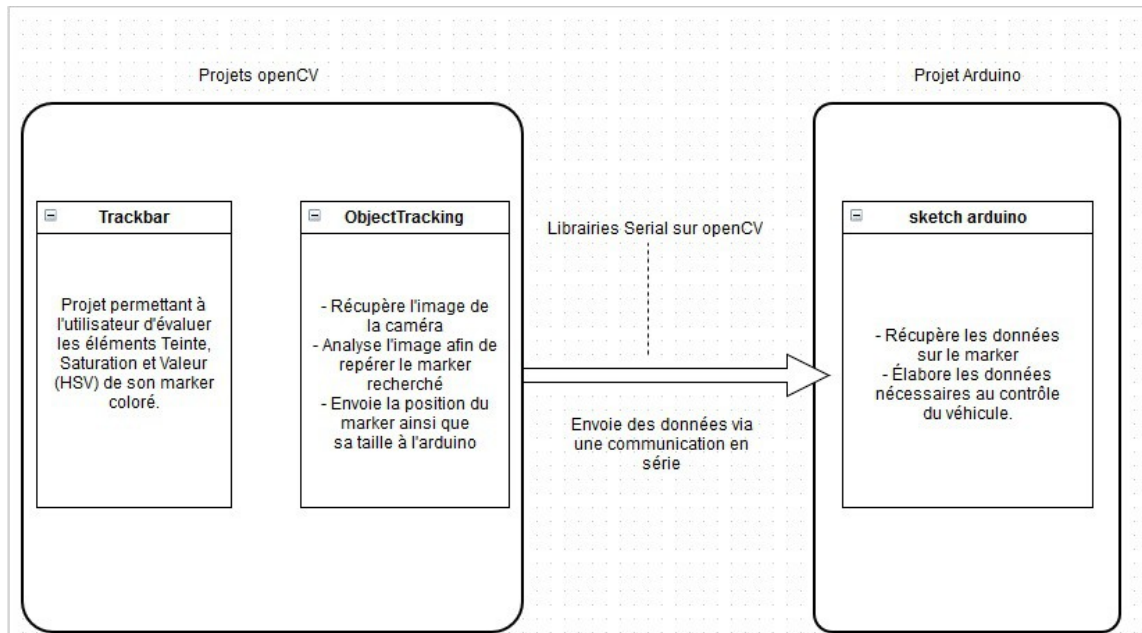 Projets openCV
Projet Arduino
Trackbar
Projet permettant à
l'utilisateur d'évaluer
les éléments Teinte,
Saturation et Valeur
(HSV) de son marker
coloré.
ObjectTracking
- Récupère l'image de
la caméra
- Analyse l'image afin de
repérer le marker
recherché
- Envoie la position du
marker ainsi que
sa taille à l'arduino
Librairies Serial sur openCV
Envoie des données via
une communication en
série
sketch arduino
- Récupère les données
sur le marker
- Élabore les données
nécessaires au contrôle
du véhicule.